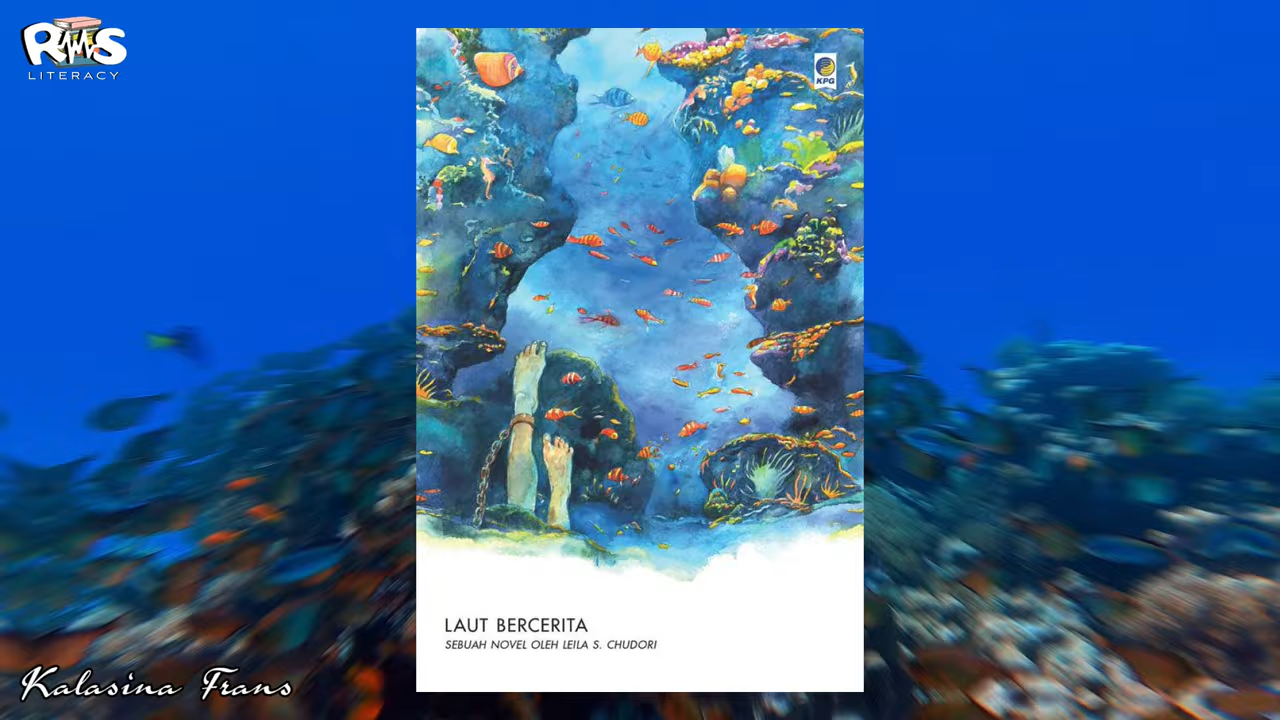 RMS
LITERACY
KPG
LAUT BERCERITA
SEBUAH NOVEL OLEH LEILA S. CHUDORI
Kalasina Frans